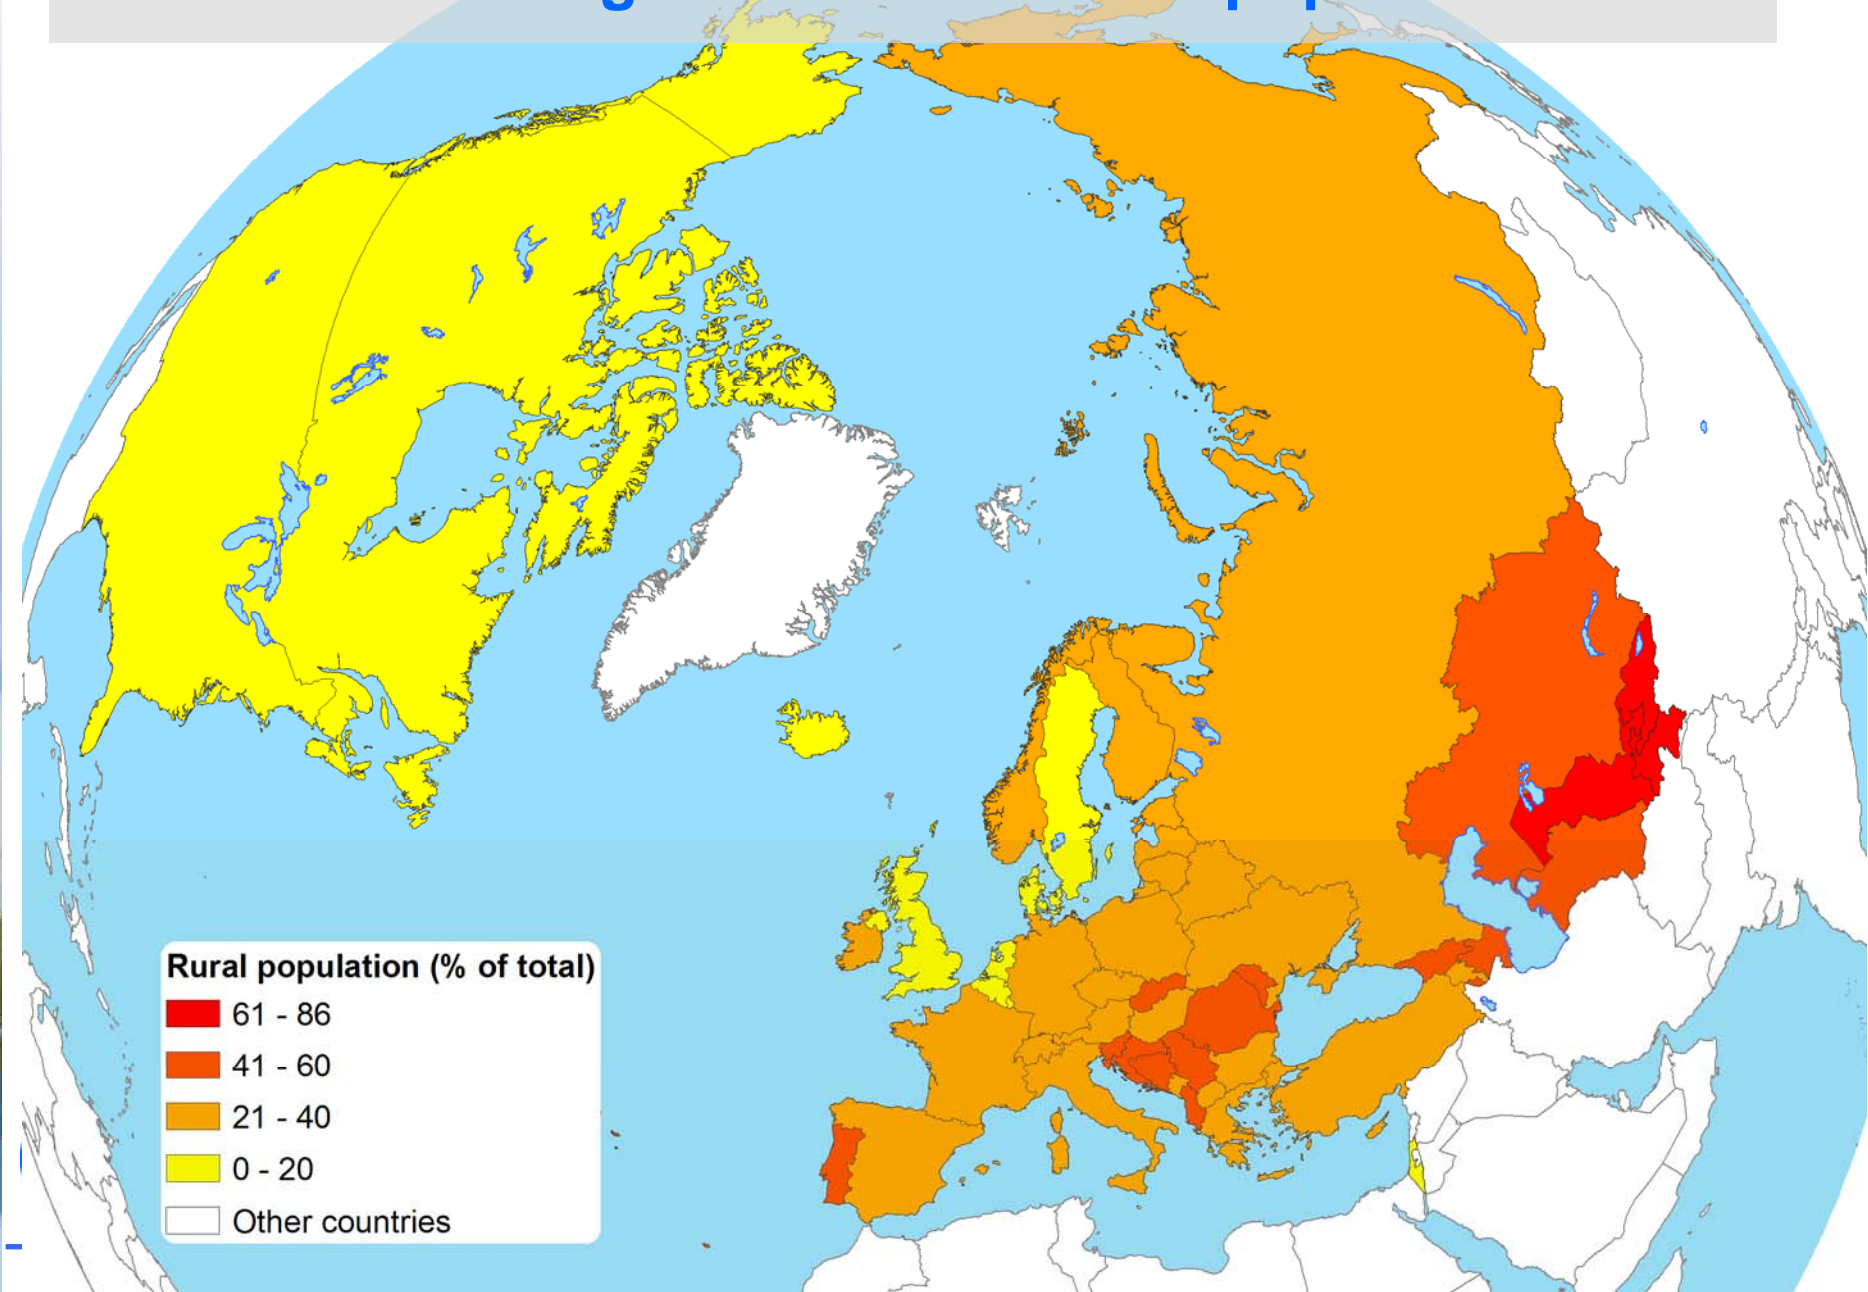 Rural population (% of total)
61 - 86
41 - 60
21 - 40
0 - 20
Other countries